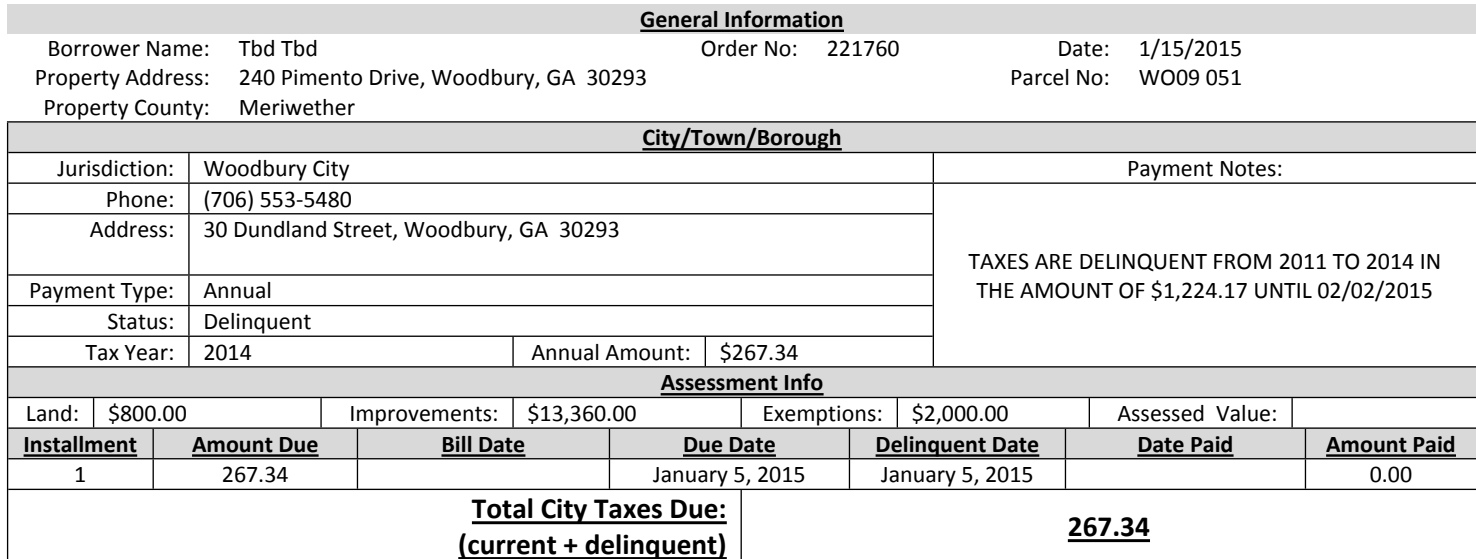 General Information
Borrower Name: Tbd Tbd Order No: 221760 Date: 1/15/2015
Property Address: 240 Pimento Drive, Woodbury, GA 30293 Parcel No: WO09 051
Property County: Meriwether
City/Town/Borough
Jurisdiction: Woodbury City Payment Notes:
Phone: (706) 553-5480
Address: 30 Dundland Street, Woodbury, GA 30293
TAXES ARE DELINQUENT FROM 2011 TO 2014 IN
Payment Type: Annual THE AMOUNT OF $1,224.17 UNTIL 02/02/2015
Status: Delinquent
Tax Year: 2014 Annual Amount: $267.34
Assessment Info
Land: $800.00 Improvements: $13,360.00 Exemptions: $2,000.00 Assessed Value:
Installment Amount Due Bill Date Due Date Delinquent Date Date Paid Amount Paid
1 267.34 January 5, 2015 January 5, 2015 0.00
Total City Taxes Due:
(current + delinquent) 267.34